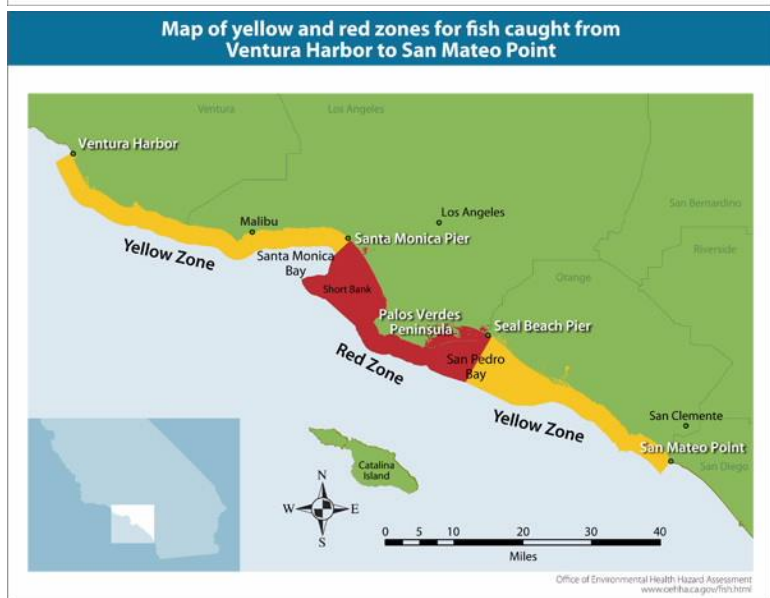 Map of yellow and red zones for fish caught from
Ventura Harbor to San Mateo Point
Ventura
Los Angeles
Ventura Harbor
San Bernardino
Malibu
Los Angeles
Santa Monica Pier
Yellow Zone
Santa Monica
Bay
Riverside
Orange
Short Bank
Palos Verdes
Peninsula
Seal Beach Pier
Red Zone
San Pedro
Bay
Yellow Zone
San Clemente
San Mateo Point
San Diego
Catalina
Island
N
W E
S
0 5 10 20 30 40
Miles
Office of Environmental Health Hazard Assessment
www.oehha.ca.gov/fish.html